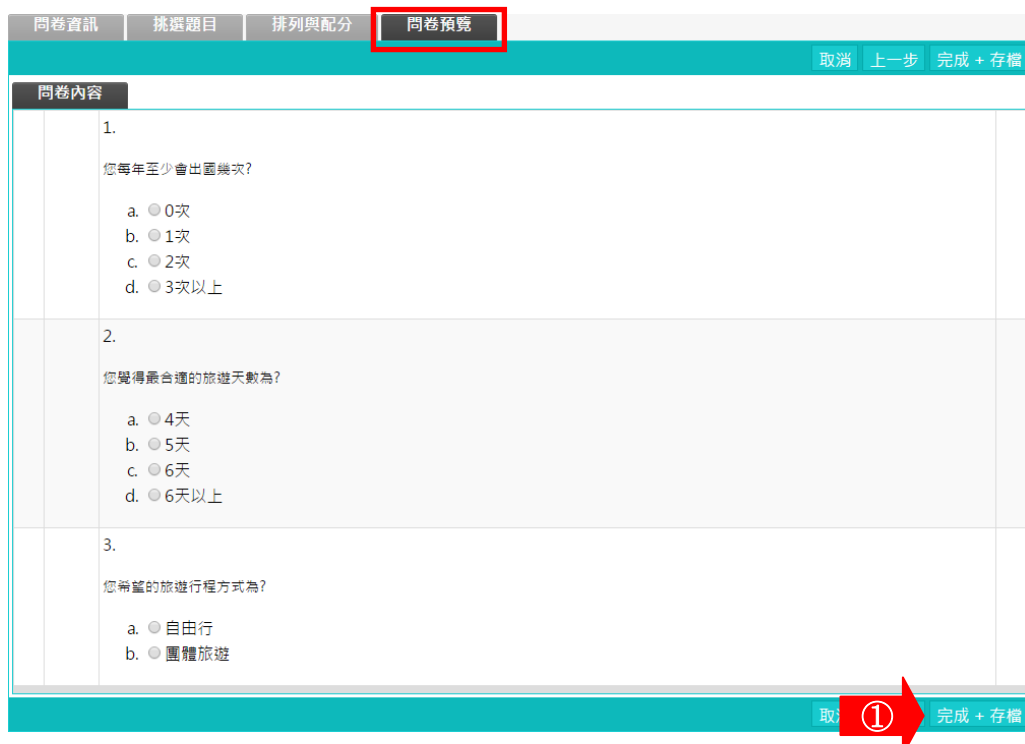 問卷資訊 挑選題目 排列與配分 問卷預覽
取消 上一步 完成 + 存檔
問卷內容
1.
您每年至少會出國幾次?
a. 0次
b. 1次
c. 2次
d. 3次以上
2.
您覺得最合適的旅遊天數為?
a. 4天
b. 5天
c. 6天
d. 6天以上
3.
您希望的旅遊行程方式為?
a. 自由行
b. 團體旅遊
取 ① 完成 + 存檔